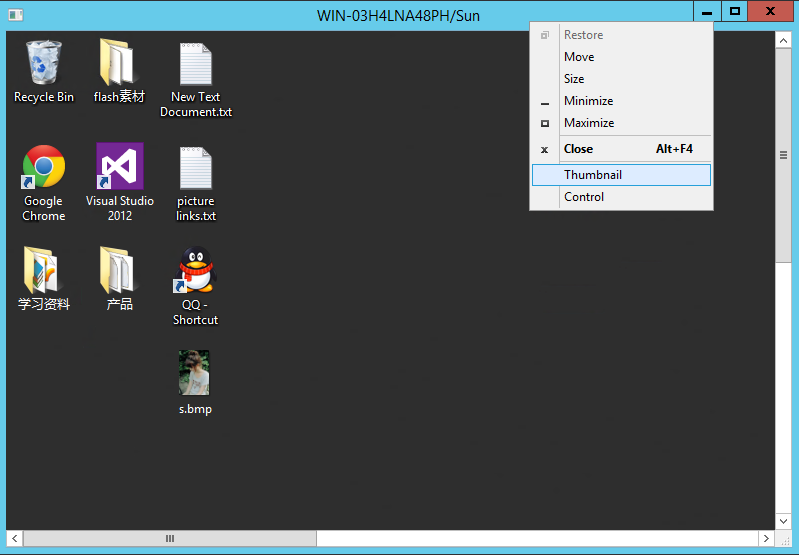 WIN-03H4LNA48PH/Sun
Restore
Move
Size
Minimize
Maximize
Close Alt+F4
Thumbnail
Control
Recycle Bin
flash素材
New Text
Document.txt
Google
Chrome
Visual Studio
2012
picture
links.txt
学习资料
产品
QQ -
Shortcut
s.bmp